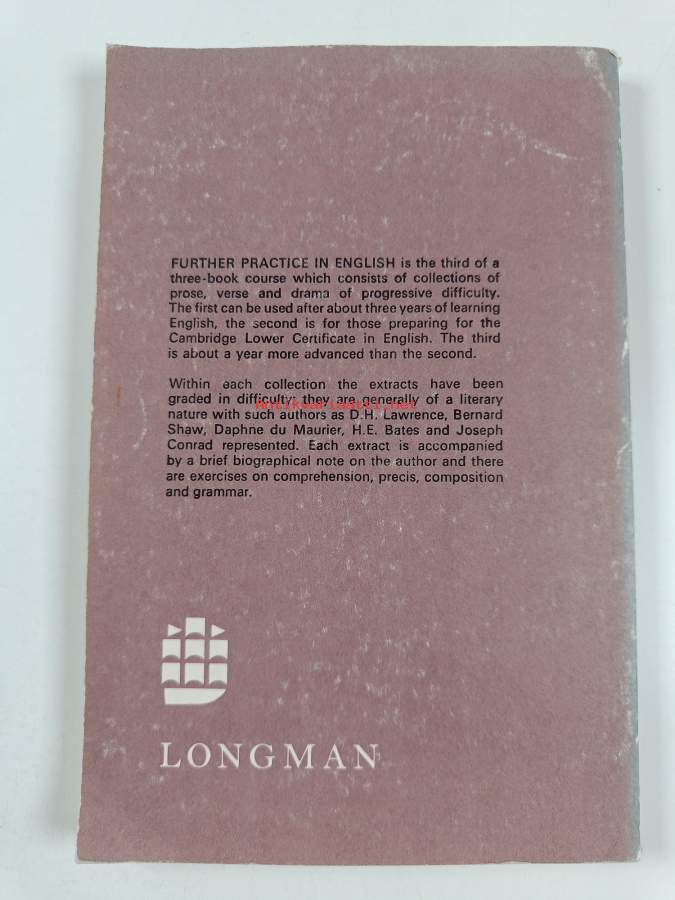 FURTHER PRACTICE IN ENGLISH is the third of a
three-book course which consists of collections of
prose, verse and drama of progressive difficulty.
The first can be used after about three years of learning
English, the second is for those preparing for the
Cambridge Lower Certificate in English. The third
is about a year more advanced than the second.
Within each collection the extracts have been
graded in difficulty; they are generally of a literary
Antikvariaatti.net
nature with such authors as D.H. Lawrence, Bernard
Shaw, Daphne du Maurier, H.E. Bates and Joseph
Conrad represented. Each extract is accompanied
by a brief biographical note on the author and there
are exercises on comprehension, precis, composition
and grammar.
LONGMAN